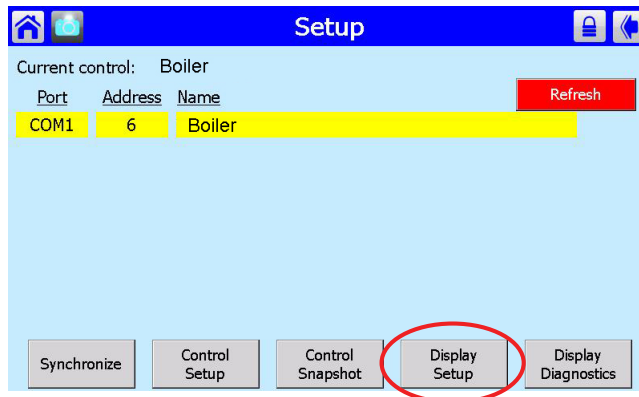 Setup
Current control: Boiler
Port Address Name
Refresh
COM1 6 Boiler
Synchronize
Control
Setup
Control
Snapshot
Display
Setup
Display
Diagnostics